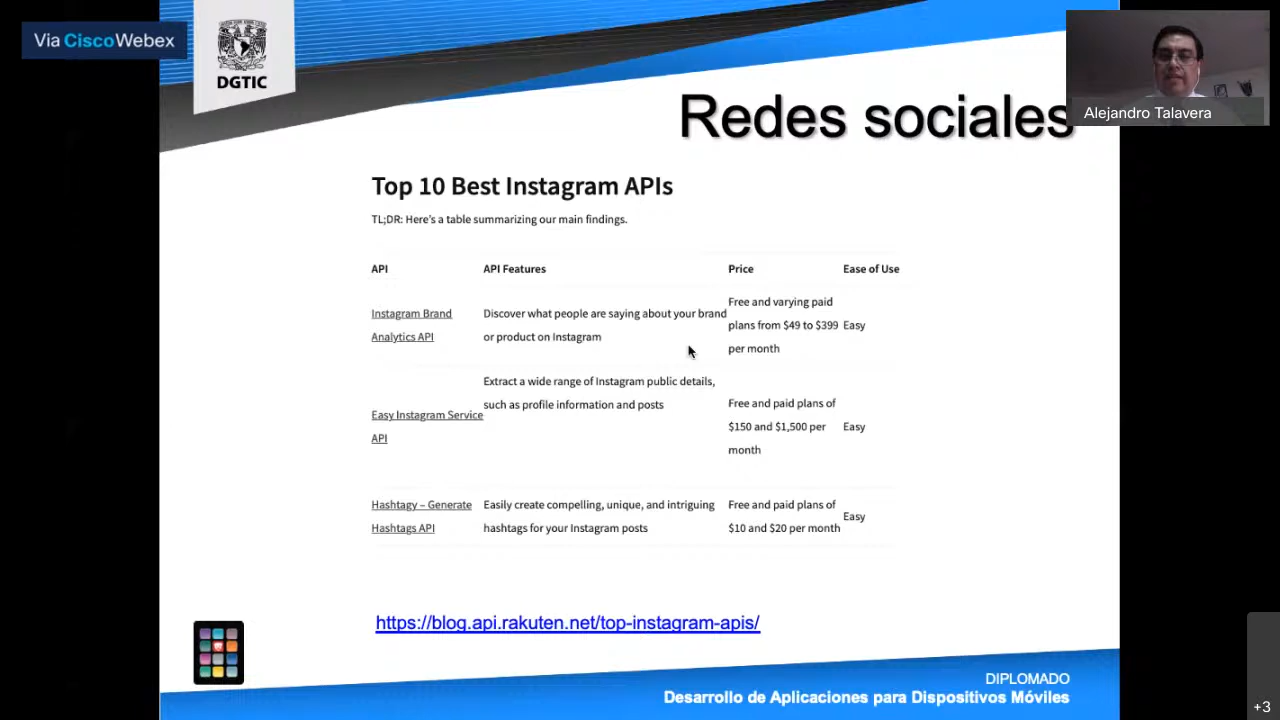 Via CiscoWebex
DGTIC
Redes sociales
Alejandro Talavera
Top 10 Best Instagram APIs
TL;DR: Here's a table summarizing our main findings.
API API Features Price Ease of Use
Instagram Brand
Analytics API
Discover what people are saying about your brand
or product on Instagram
Free and varying paid
plans from $49 to $399
per month
Easy
Easy Instagram Service
API
Extract a wide range of Instagram public details,
such as profile information and posts
Free and paid plans of
$150 and $1,500 per
month
Easy
Hashtagy – Generate
Hashtags API
Easily create compelling, unique, and intriguing
hashtags for your Instagram posts
Free and paid plans of
$10 and $20 per month
Easy
https://blog.api.rakuten.net/top-instagram-apis/
DIPLOMADO
Desarrollo de Aplicaciones para Dispositivos Móviles
+3